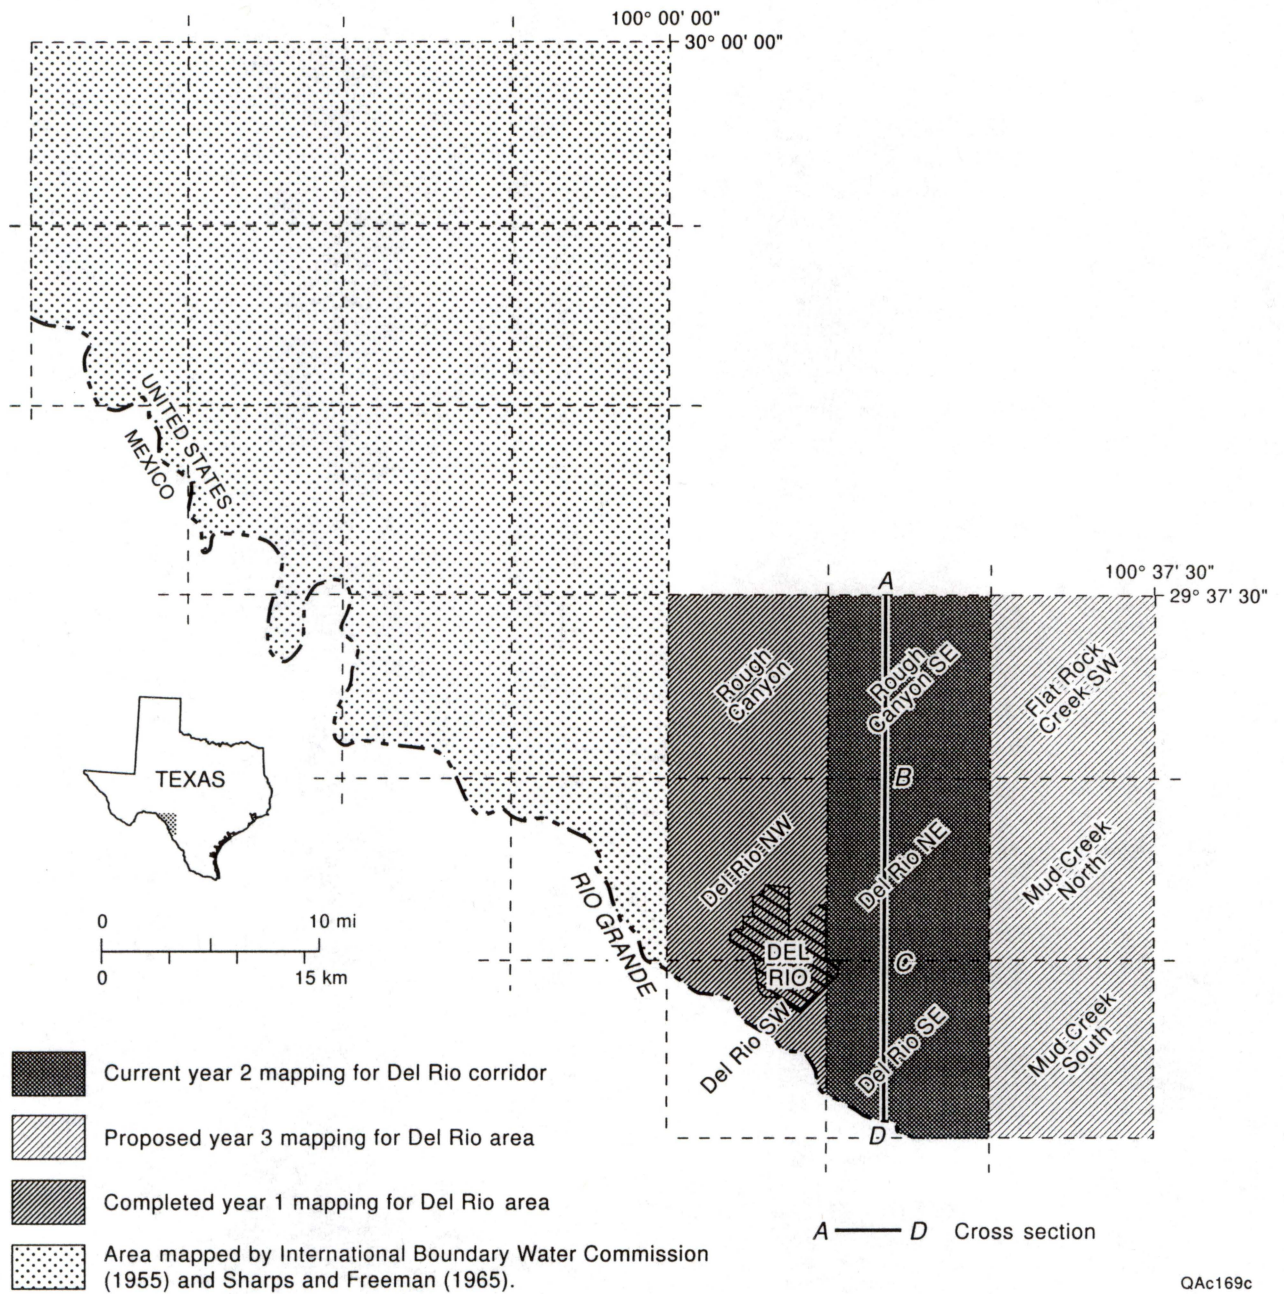 100° 00' 00"
30° 00' 00"
UNITED STATES
MEXICO
100° 37' 30"
29° 37' 30"
A
Rough
Canyon
Rough
Canyon SE
Flat Rock
Creek SW
TEXAS
B
Del Rio NW
Del Rio NE
Mud Creek
North
RIO GRANDE
DEL
RIO
C
0 10 mi
0 15 km
Del Rio SW
Del Rio SE
Mud Creek
South
D
Current year 2 mapping for Del Rio corridor
Proposed year 3 mapping for Del Rio area
Completed year 1 mapping for Del Rio area
A D Cross section
Area mapped by International Boundary Water Commission
(1955) and Sharps and Freeman (1965).
QAc169c